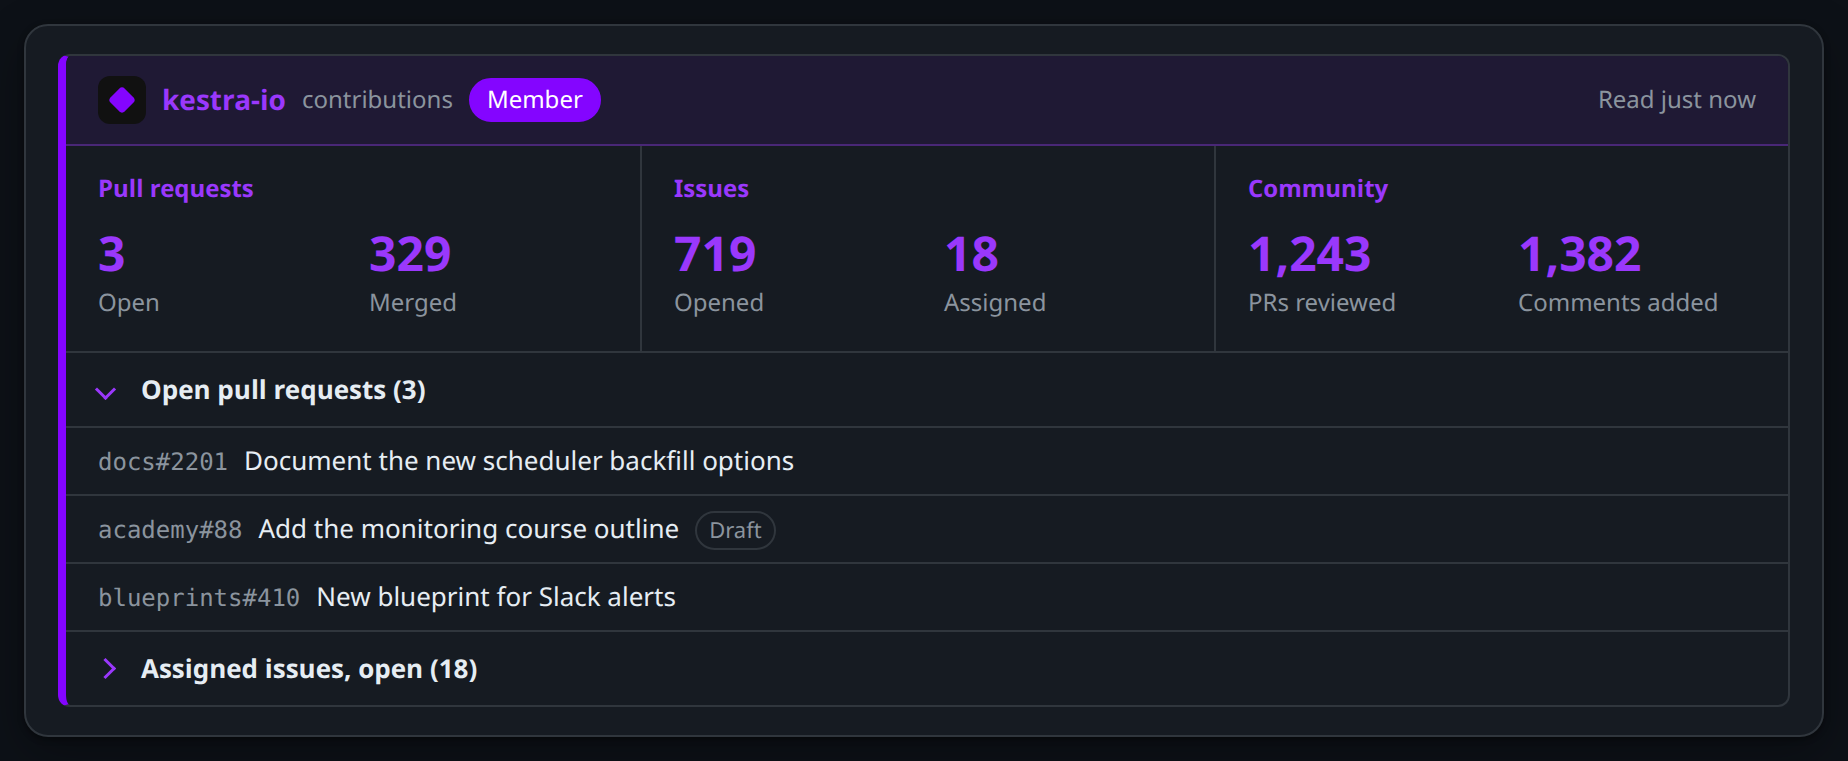 kestra-io contributions Member Read just now
Pull requests Issues Community
3 329 719 18 1,243 1,382
Open Merged Opened Assigned PRs reviewed Comments added
Open pull requests (3)
docs#2201 Document the new scheduler backfill options
academy#88 Add the monitoring course outline Draft
blueprints#410 New blueprint for Slack alerts
Assigned issues, open (18)